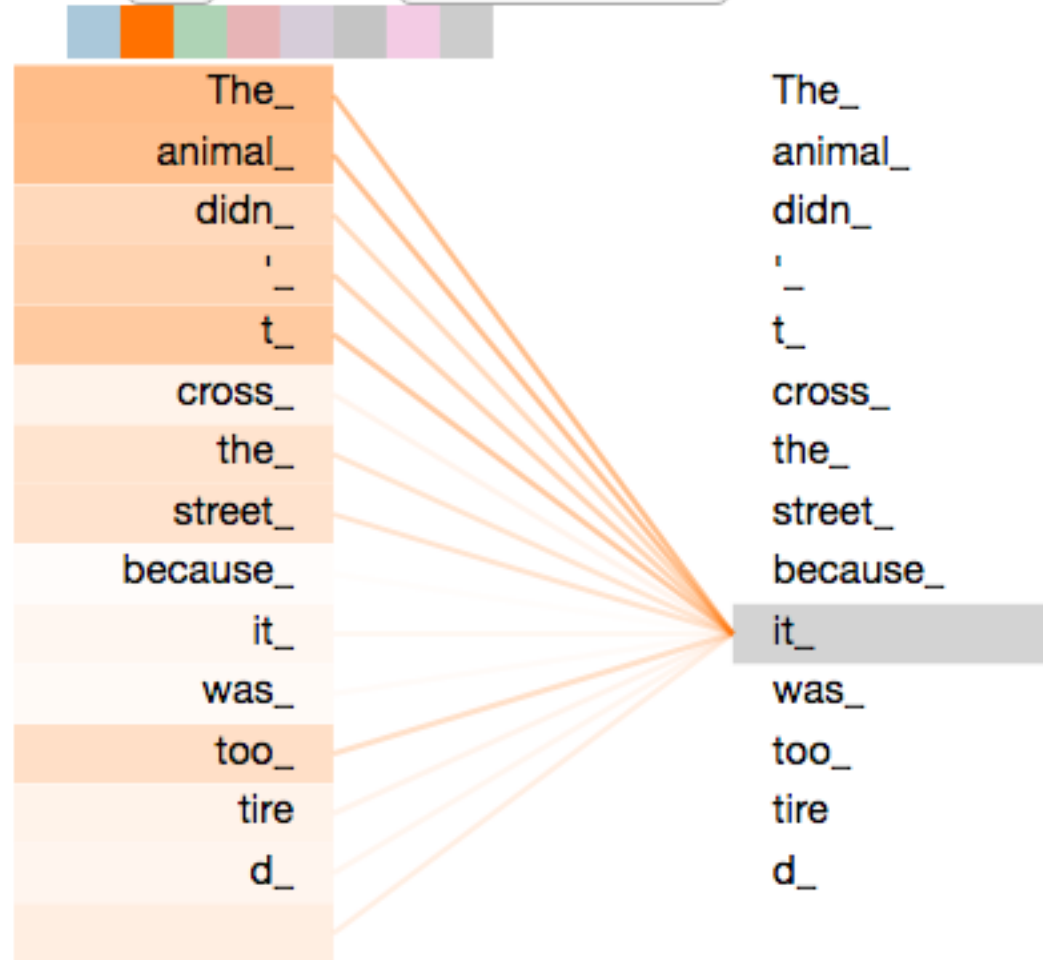 The_ The_
animal_ animal_
didn_ didn_
'_ '_
t_ t_
cross_ cross_
the_ the_
street_ street_
because_ because_
it_ it_
was_ was_
too_ too_
tire tire
d_ d_